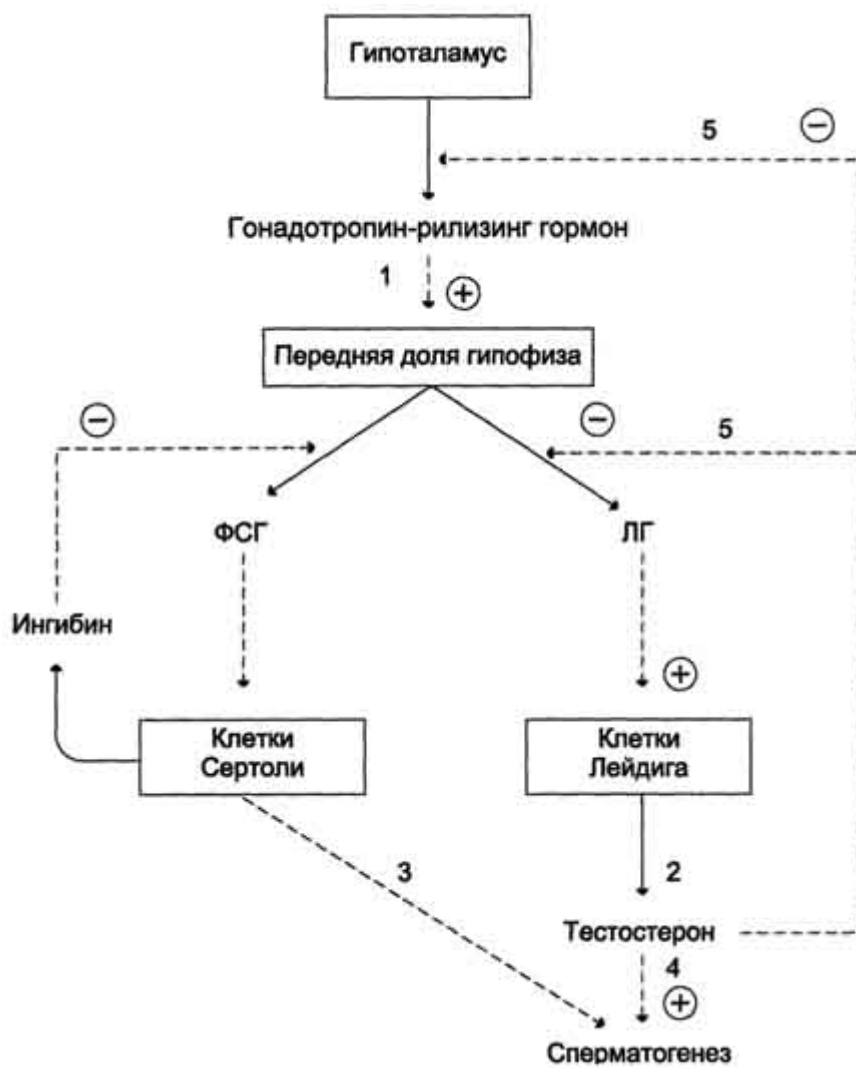 Гипоталамус
5
Гонадотропин-рилизинг гормон
1
Передняя доля гипофиза
5
ФСГ
ЛГ
Ингибин
Клетки
Сертоли
Клетки
Лейдига
3
2
Тестостерон
4
Сперматогенез